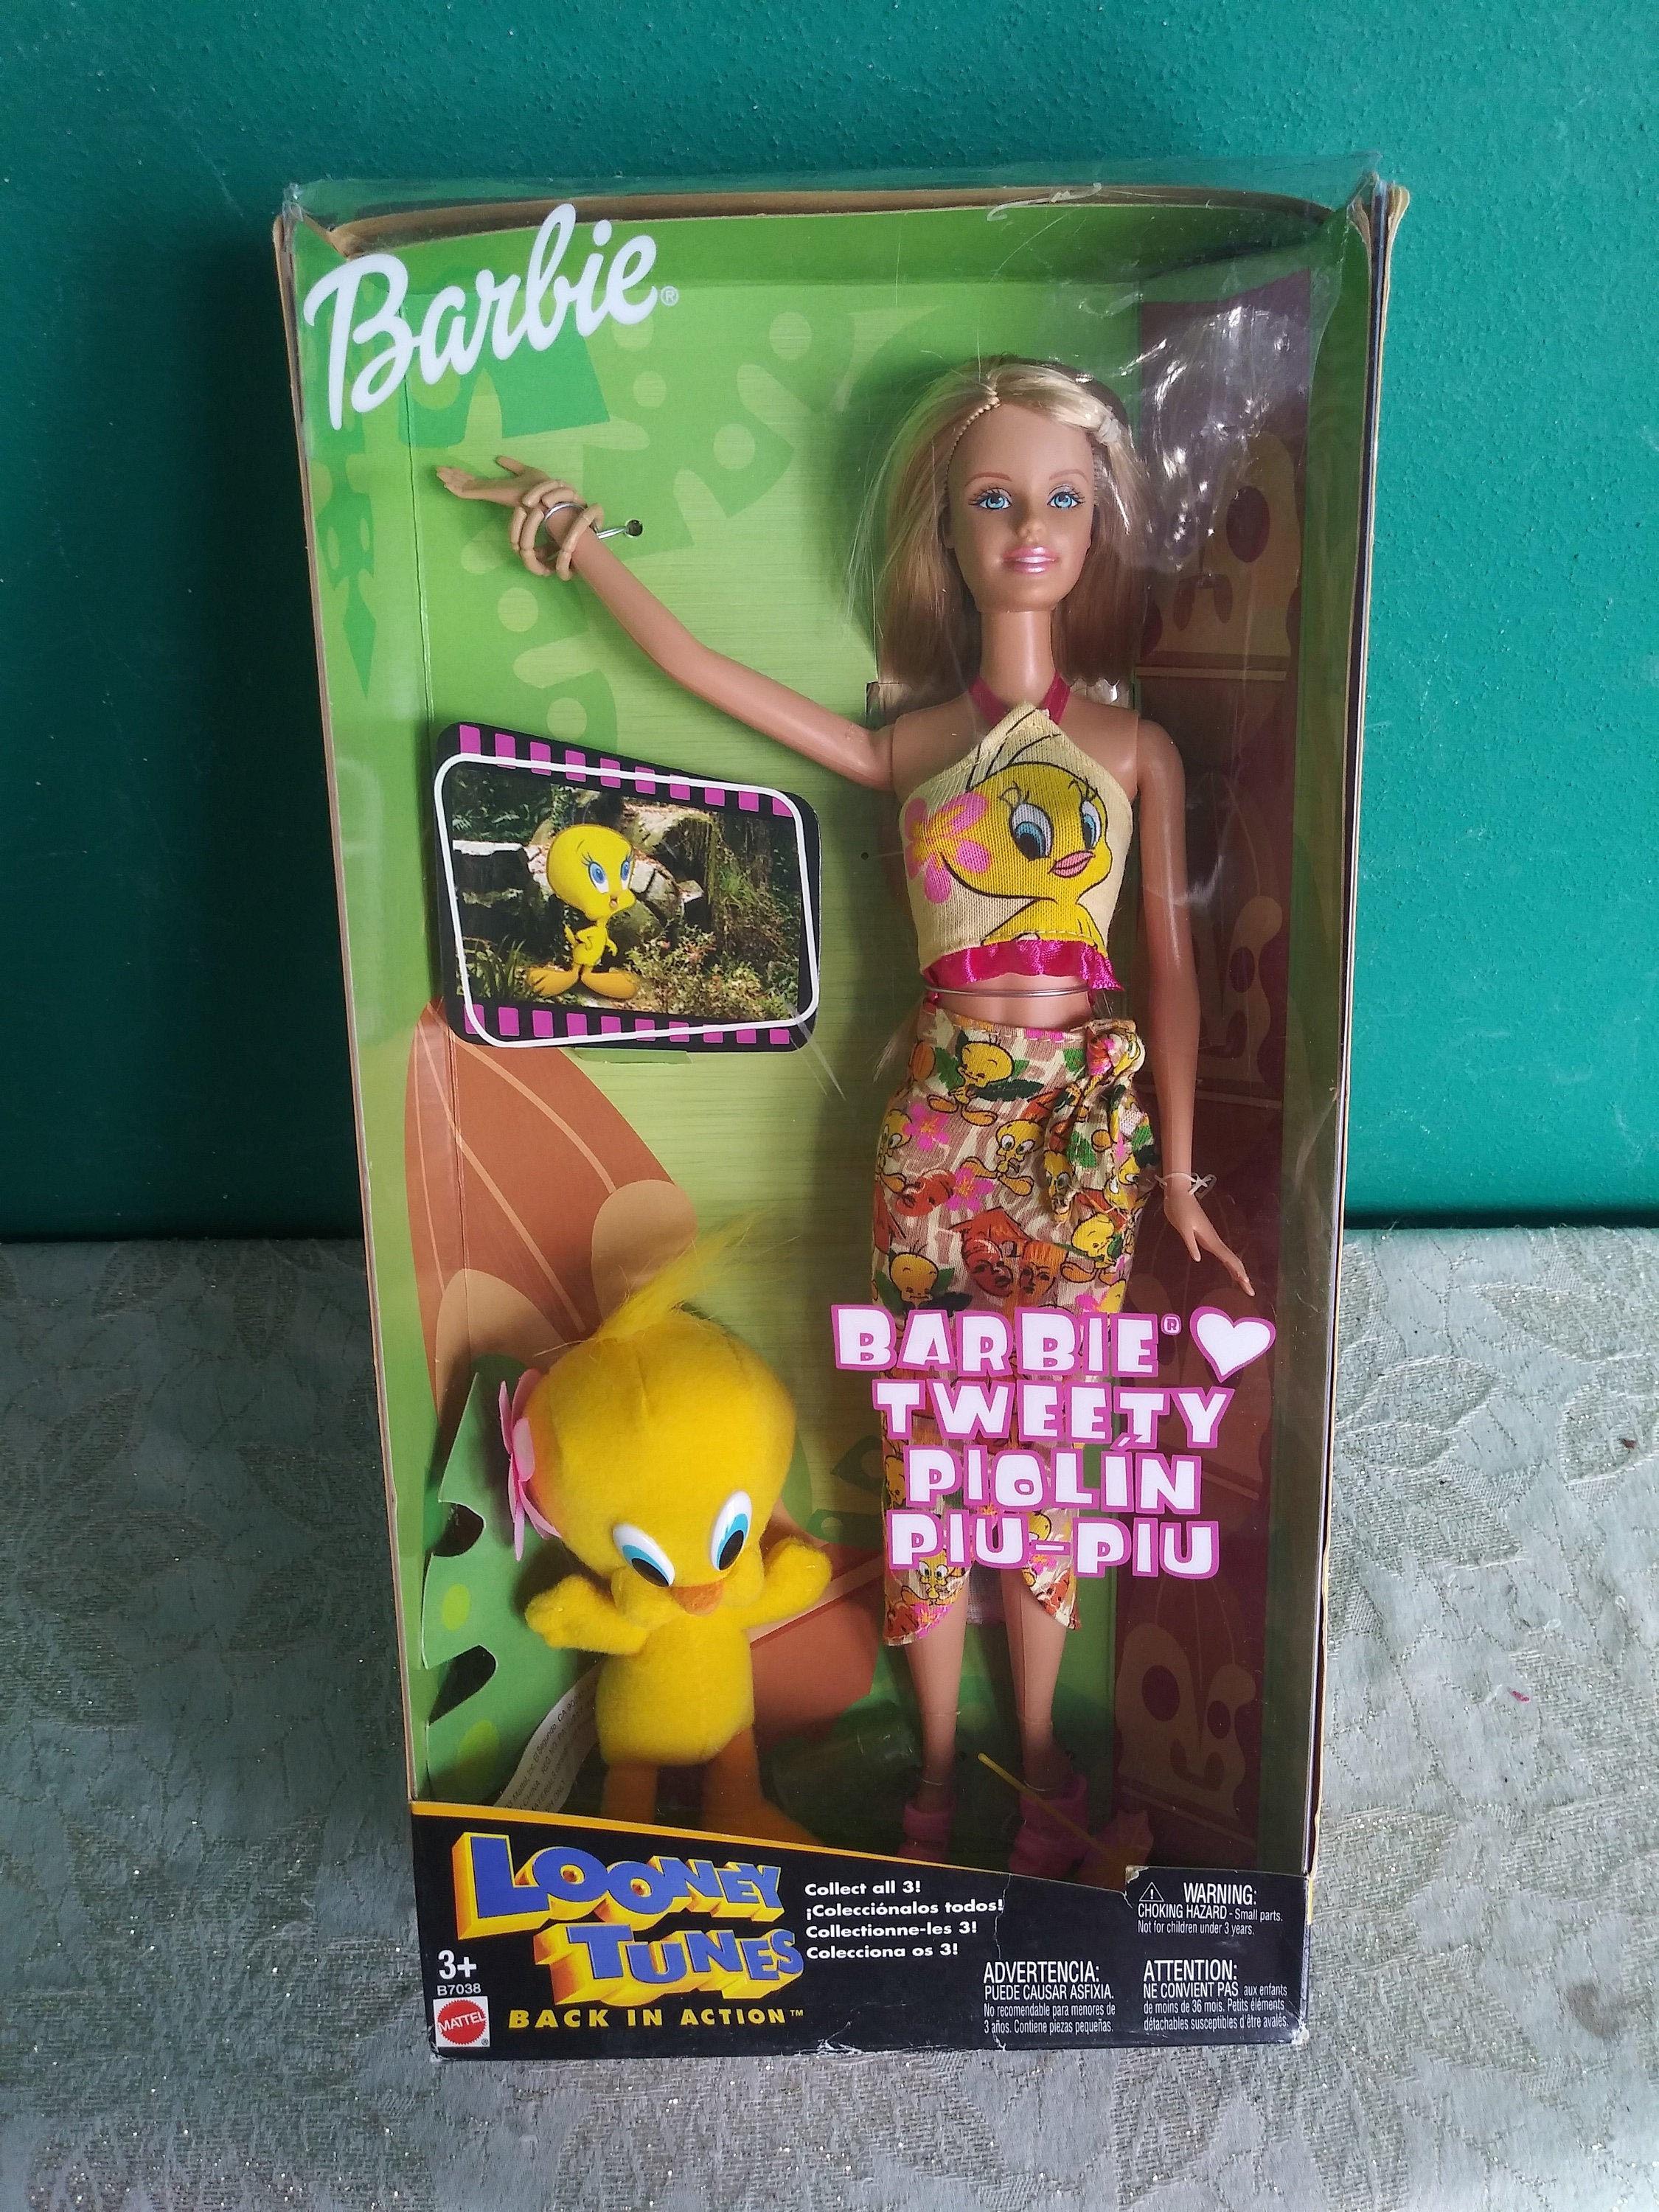 Barbie®
BARBIE® ♥
TWEETY
PIOLÍN
PIU-PIU
LOONEY
TUNES
BACK IN ACTION™
Collect all 3!
¡Colecciónalos todos!
Collectionne-les 3!
Colecciona os 3!
3+
B7038
MATTEL
®
WARNING:
CHOKING HAZARD - Small parts.
Not for children under 3 years.
ADVERTENCIA:
PUEDE CAUSAR ASFIXIA.
No recomendable para menores de
3 años. Contiene piezas pequeñas.
ATTENTION:
NE CONVIENT PAS aux enfants
de moins de 36 mois. Petits éléments
détachables susceptibles d'être avalés.